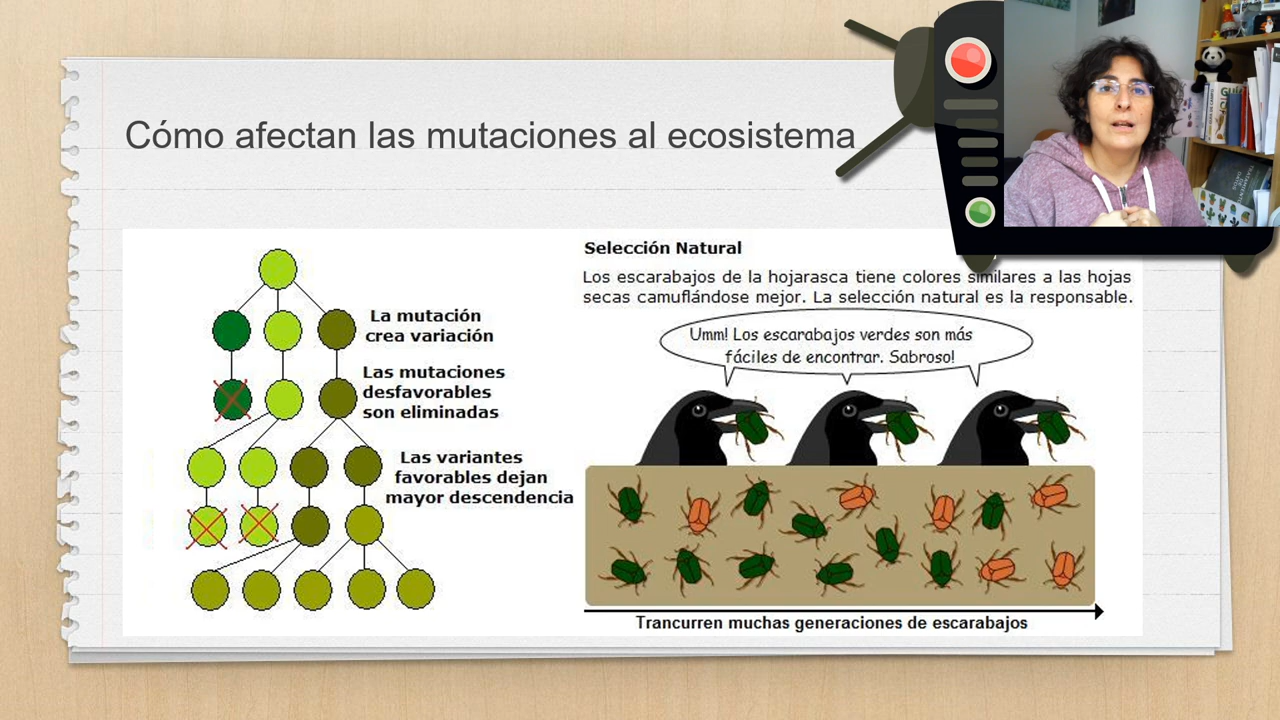 Cómo afectan las mutaciones al ecosistema
La mutación
crea variación
Las mutaciones
desfavorables
son eliminadas
Las variantes
favorables dejan
mayor descendencia
Selección Natural
Los escarabajos de la hojarasca tiene colores similares a las hojas
secas camuflándose mejor. La selección natural es la responsable.
Umm! Los escarabajos verdes son más
fáciles de encontrar. Sabroso!
Trancurren muchas generaciones de escarabajos